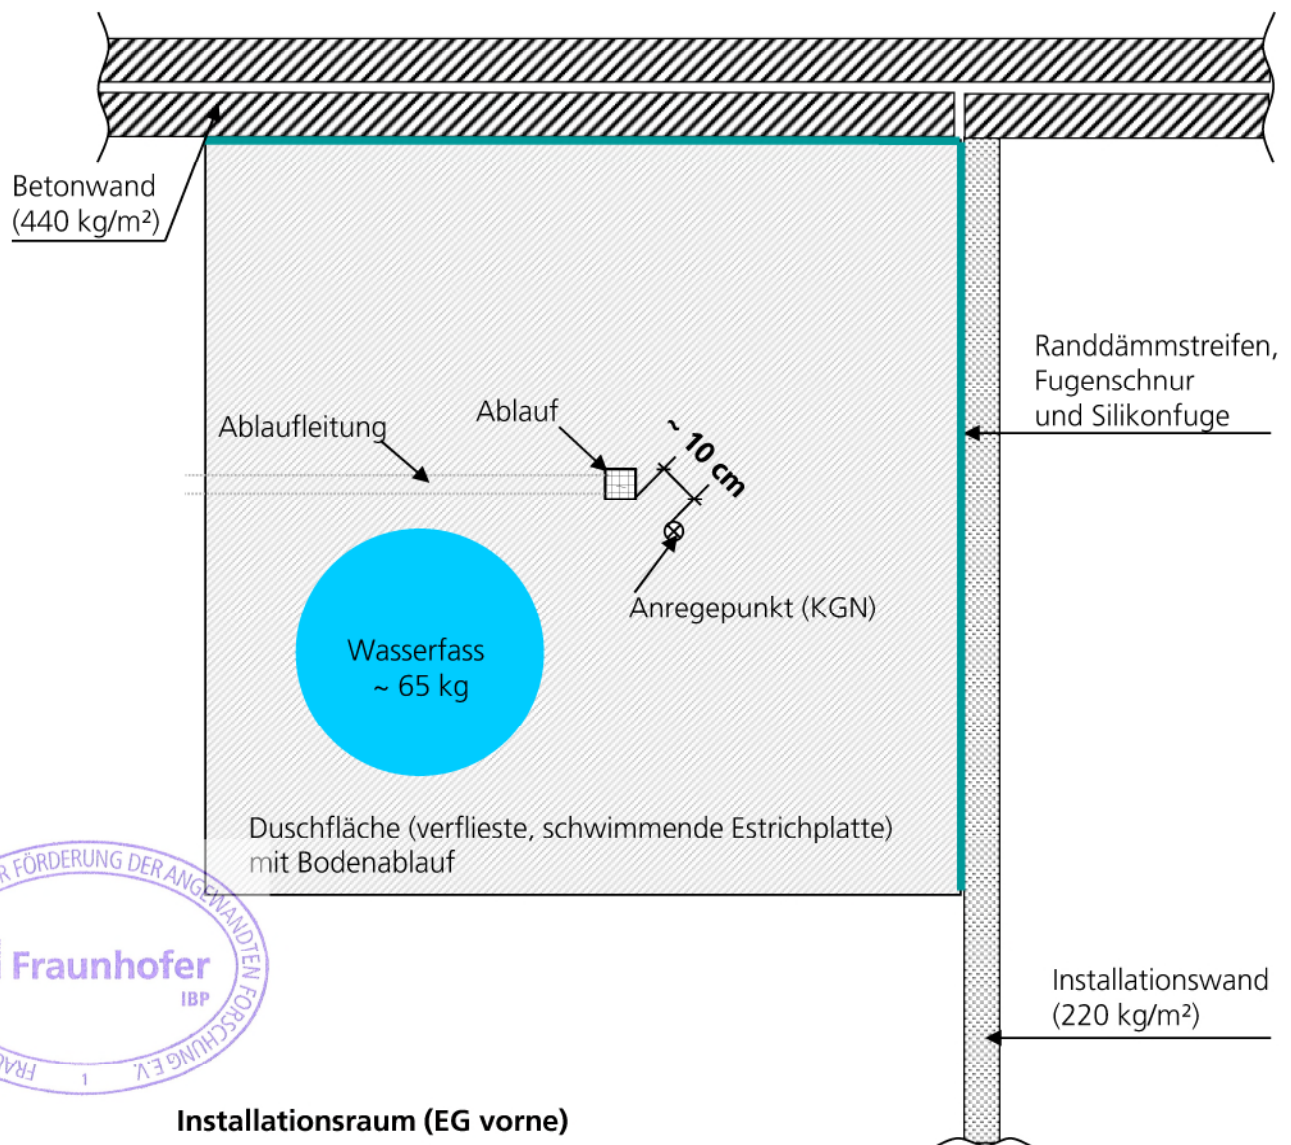 Betonwand
(440 kg/m²)
Randdämmstreifen,
Fugenschnur
und Silikonfuge
Ablaufleitung
Ablauf
~ 10 cm
Anregepunkt (KGN)
Wasserfass
~ 65 kg
Duschfläche (verflieste, schwimmende Estrichplatte)
mit Bodenablauf
R FÖRDERUNG DER ANGEWANDTEN FORSCHUNG E.V.
Fraunhofer
IBP
1
Installationswand
(220 kg/m²)
Installationsraum (EG vorne)